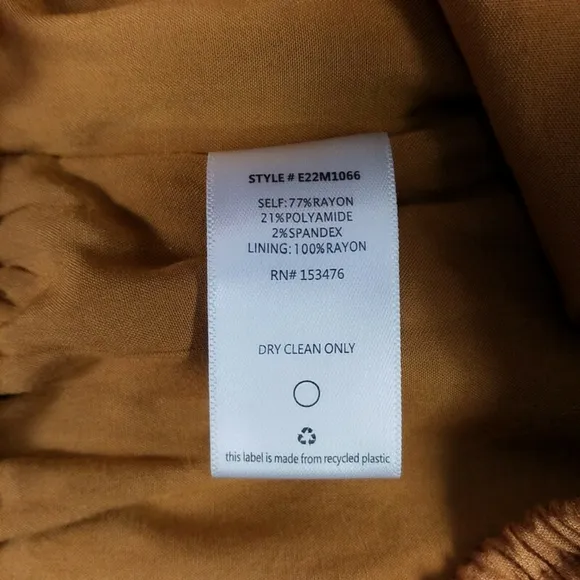 STYLE # E22M1066
SELF:77%RAYON
21%POLYAMIDE
2%SPANDEX
LINING:100%RAYON
RN# 153476
DRY CLEAN ONLY
this label is made from recycled plastic